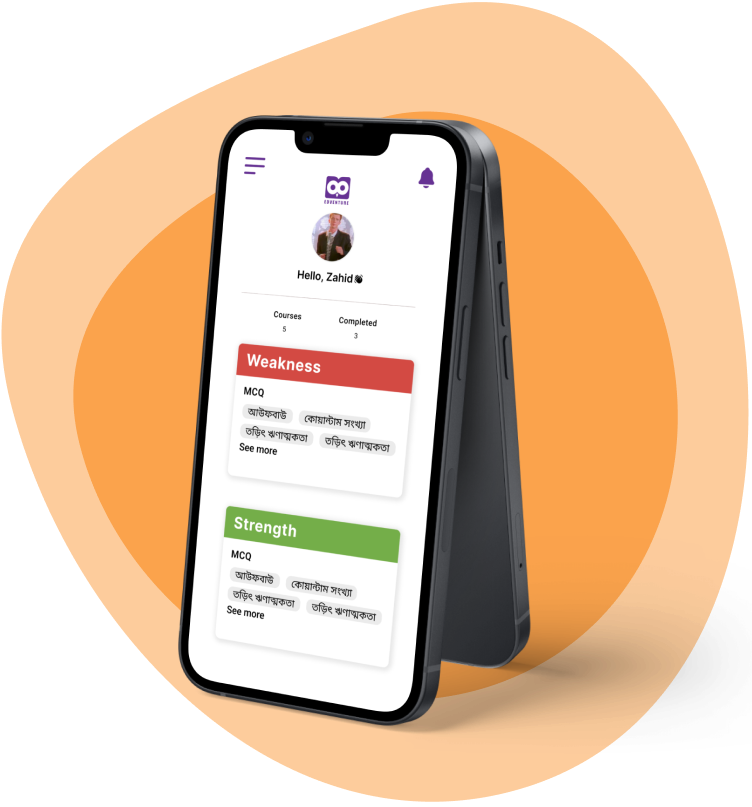 EDVENTURE
Hello, Zahid👋
Courses Completed
5 3
Weakness
MCQ
আউফবাউ কোয়ান্টাম সংখ্যা
তড়িৎ ঋণাত্মকতা তড়িৎ ঋণাত্মকতা
See more
Strength
MCQ
আউফবাউ কোয়ান্টাম সংখ্যা
তড়িৎ ঋণাত্মকতা তড়িৎ ঋণাত্মকতা
See more